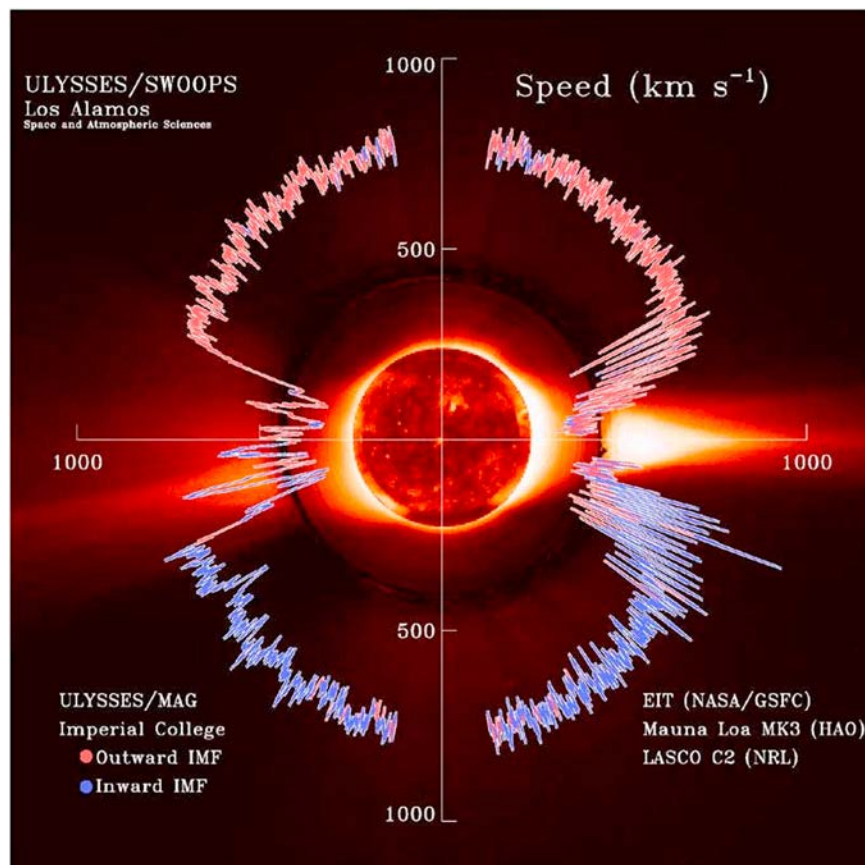 ULYSSES/SWOOPS
Los Alamos
Space and Atmospheric Sciences
Speed (km s⁻¹)
1000
500
1000
1000
500
1000
ULYSSES/MAG
Imperial College
Outward IMF
Inward IMF
EIT (NASA/GSFC)
Mauna Loa MK3 (HAO)
LASCO C2 (NRL)